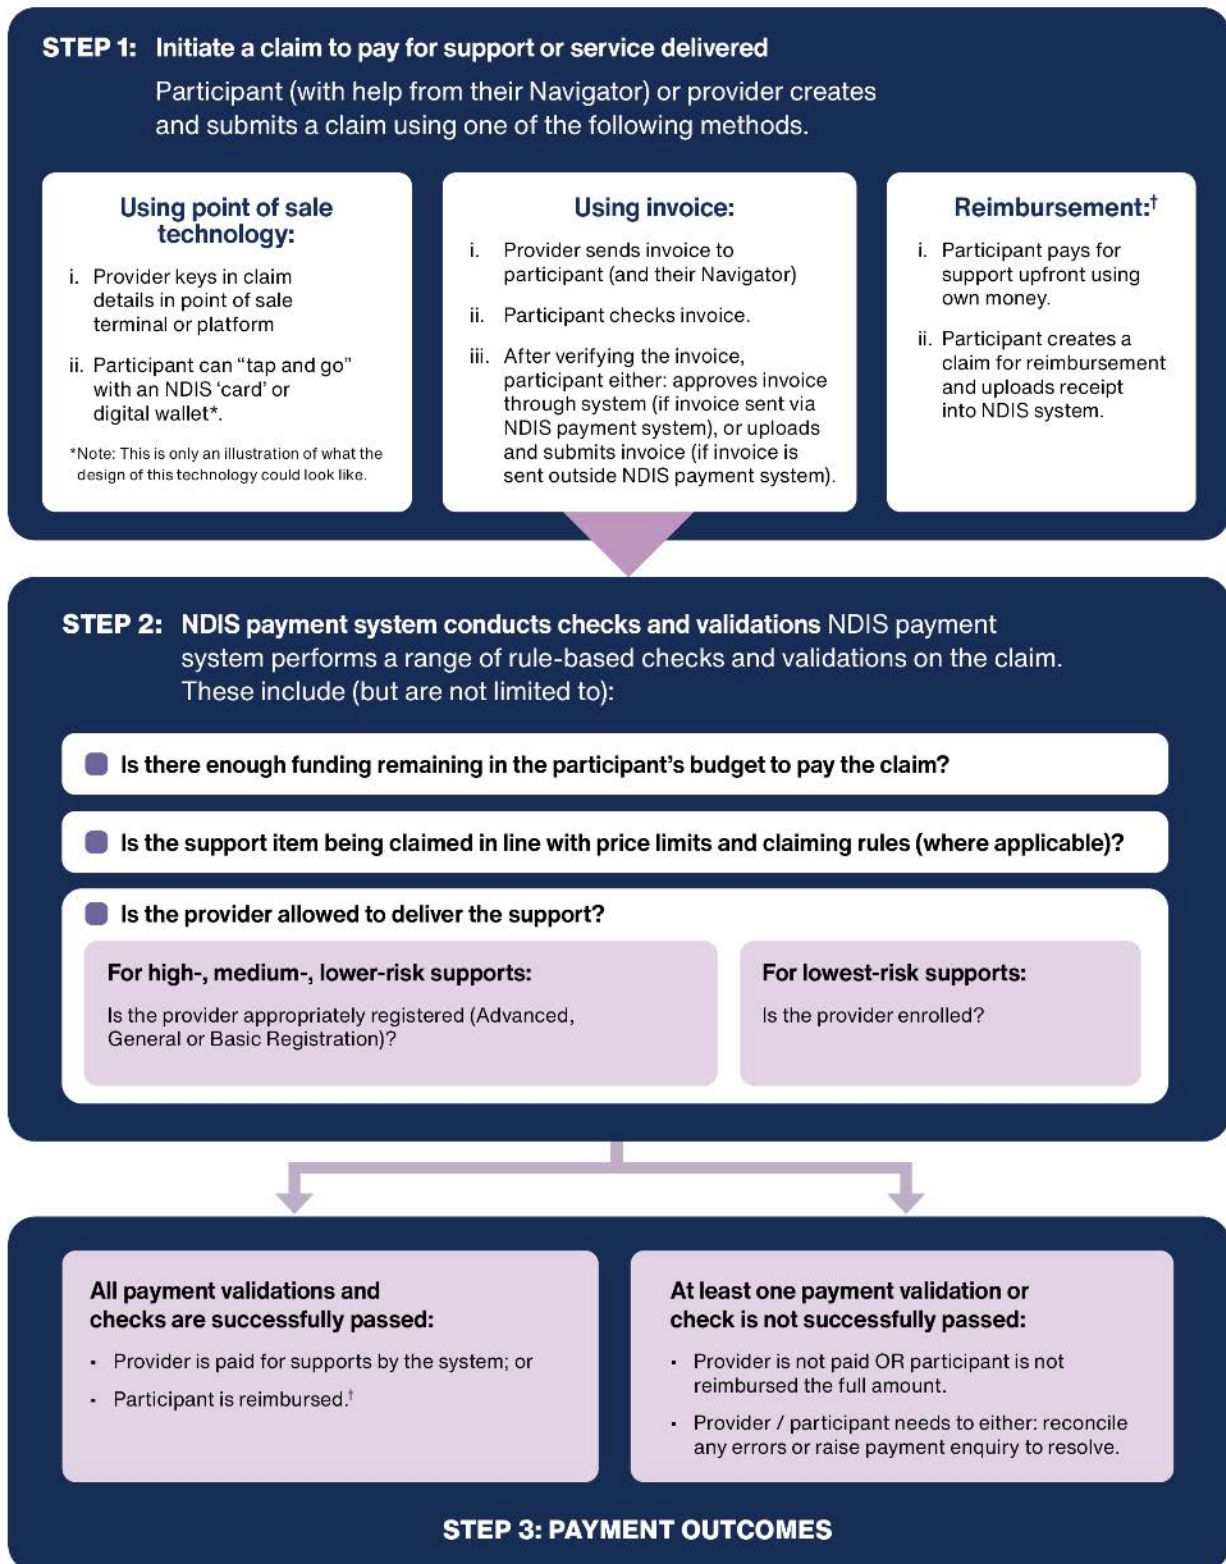 STEP 1: Initiate a claim to pay for support or service delivered
Participant (with help from their Navigator) or provider creates
and submits a claim using one of the following methods.
Using point of sale
technology:
i. Provider keys in claim
details in point of sale
terminal or platform
ii. Participant can “tap and go”
with an NDIS ‘card’ or
digital wallet*.
*Note: This is only an illustration of what the
design of this technology could look like.
Using invoice:
i. Provider sends invoice to
participant (and their Navigator)
ii. Participant checks invoice.
iii. After verifying the invoice,
participant either: approves invoice
through system (if invoice sent via
NDIS payment system), or uploads
and submits invoice (if invoice is
sent outside NDIS payment system).
Reimbursement:†
i. Participant pays for
support upfront using
own money.
ii. Participant creates a
claim for reimbursement
and uploads receipt
into NDIS system.
STEP 2: NDIS payment system conducts checks and validations NDIS payment
system performs a range of rule-based checks and validations on the claim.
These include (but are not limited to):
Is there enough funding remaining in the participant’s budget to pay the claim?
Is the support item being claimed in line with price limits and claiming rules (where applicable)?
Is the provider allowed to deliver the support?
For high-, medium-, lower-risk supports:
Is the provider appropriately registered (Advanced,
General or Basic Registration)?
For lowest-risk supports:
Is the provider enrolled?
All payment validations and
checks are successfully passed:
· Provider is paid for supports by the system; or
· Participant is reimbursed.†
At least one payment validation or
check is not successfully passed:
· Provider is not paid OR participant is not
reimbursed the full amount.
· Provider / participant needs to either: reconcile
any errors or raise payment enquiry to resolve.
STEP 3: PAYMENT OUTCOMES